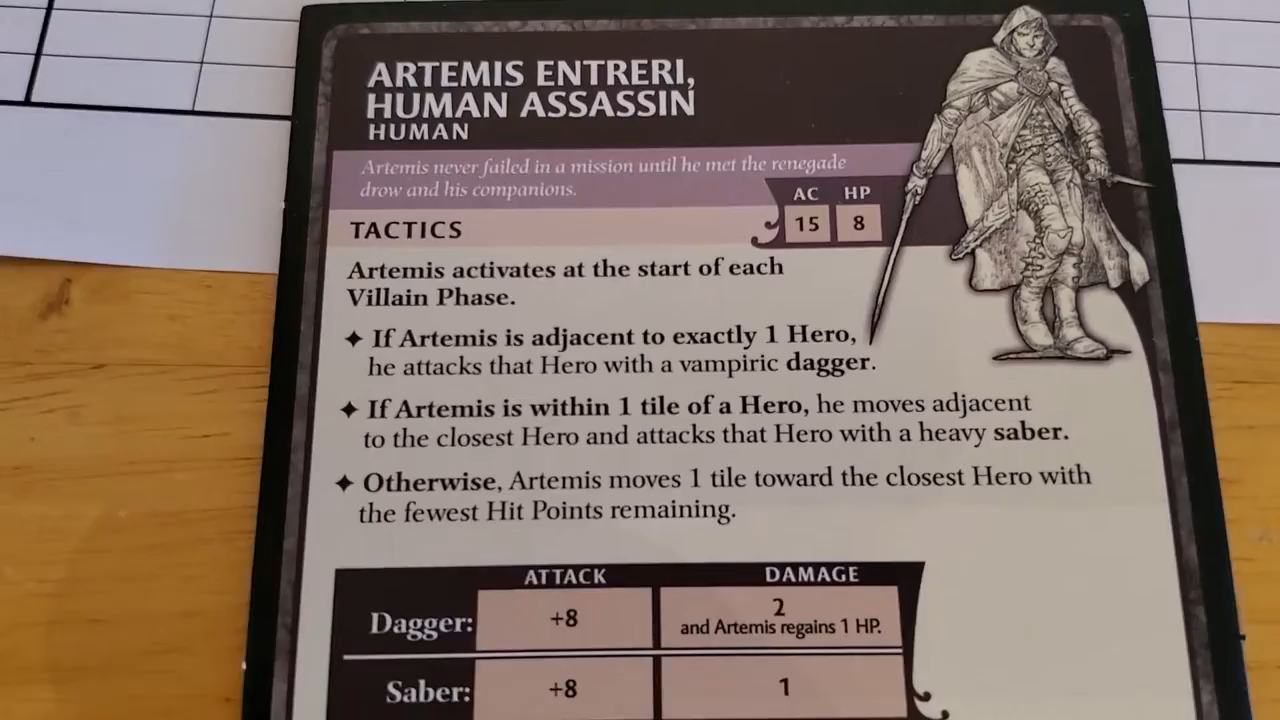 ARTEMIS ENTRERI,
HUMAN ASSASSIN
HUMAN
Artemis never failed in a mission until he met the renegade
drow and his companions.
AC HP
15 8
TACTICS
Artemis activates at the start of each
Villain Phase.
✦ If Artemis is adjacent to exactly 1 Hero,
he attacks that Hero with a vampiric dagger.
✦ If Artemis is within 1 tile of a Hero, he moves adjacent
to the closest Hero and attacks that Hero with a heavy saber.
✦ Otherwise, Artemis moves 1 tile toward the closest Hero with
the fewest Hit Points remaining.
ATTACK DAMAGE
Dagger: +8 2
and Artemis regains 1 HP.
Saber: +8 1